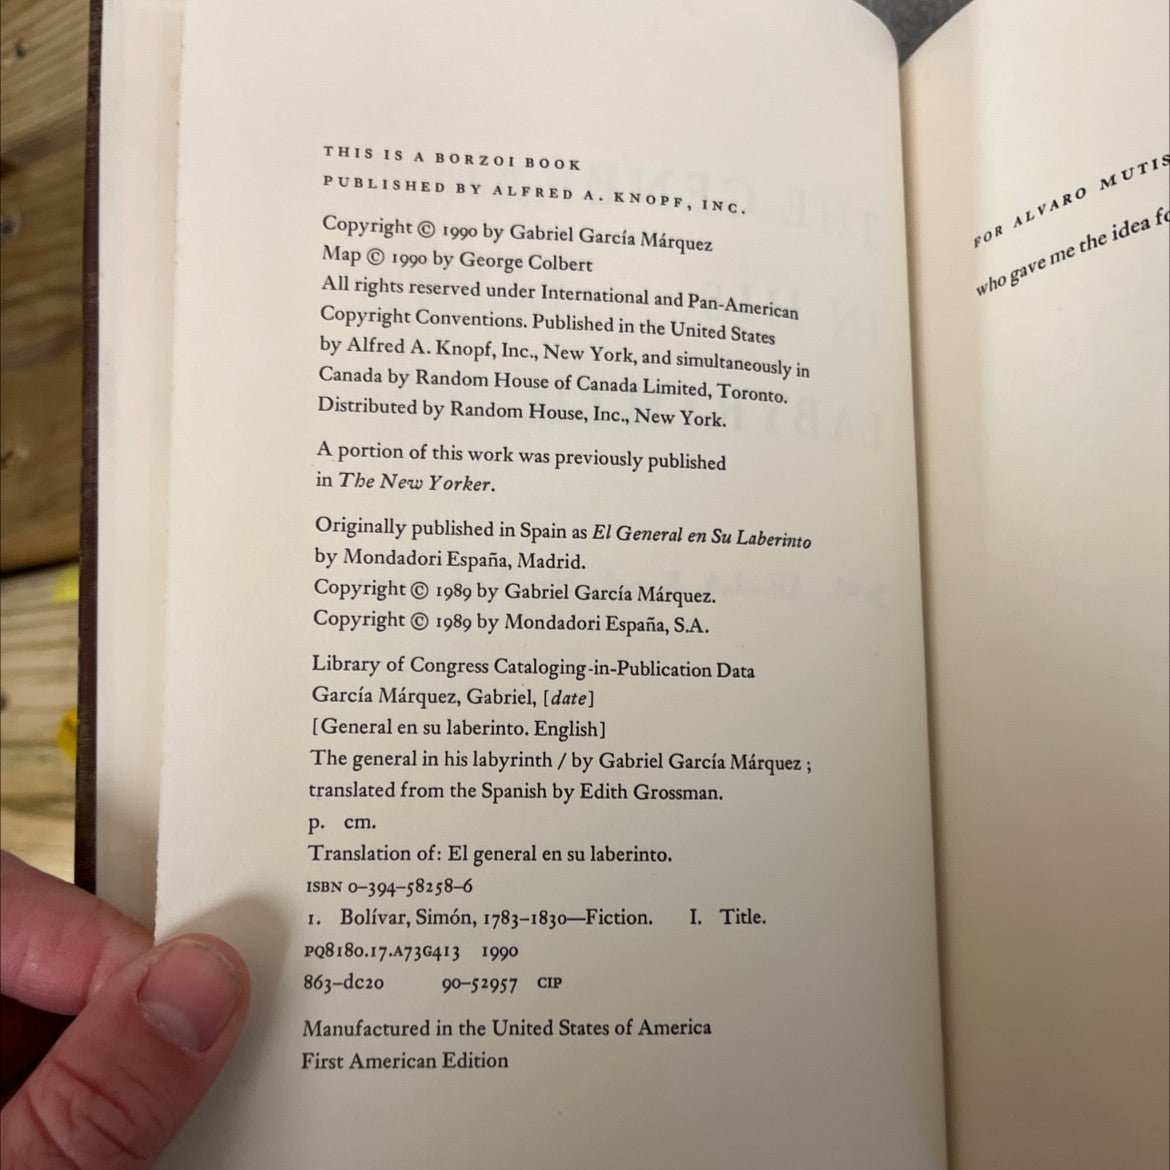 THIS IS A BORZOI BOOK
PUBLISHED BY ALFRED A. KNOPF, INC.
Copyright © 1990 by Gabriel García Márquez
Map © 1990 by George Colbert
All rights reserved under International and Pan-American
Copyright Conventions. Published in the United States
by Alfred A. Knopf, Inc., New York, and simultaneously in
Canada by Random House of Canada Limited, Toronto.
Distributed by Random House, Inc., New York.
A portion of this work was previously published
in The New Yorker.
Originally published in Spain as El General en Su Laberinto
by Mondadori España, Madrid.
Copyright © 1989 by Gabriel García Márquez.
Copyright © 1989 by Mondadori España, S.A.
Library of Congress Cataloging-in-Publication Data
García Márquez, Gabriel, [date]
[General en su laberinto. English]
The general in his labyrinth / by Gabriel García Márquez ;
translated from the Spanish by Edith Grossman.
p. cm.
Translation of: El general en su laberinto.
ISBN 0-394-58258-6
1. Bolívar, Simón, 1783-1830—Fiction. I. Title.
PQ8180.17.A73G413 1990
863-dc20 90-52957 CIP
Manufactured in the United States of America
First American Edition
FOR ALVARO MUTIS
who gave me the idea